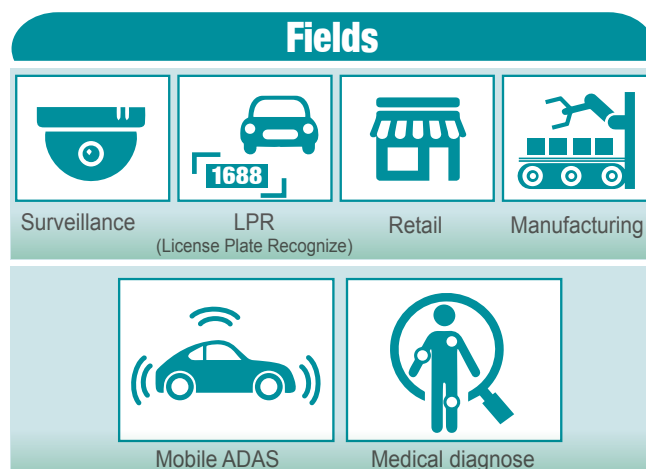 Fields
1688
Surveillance
LPR
(License Plate Recognize)
Retail
Manufacturing
Mobile ADAS
Medical diagnose